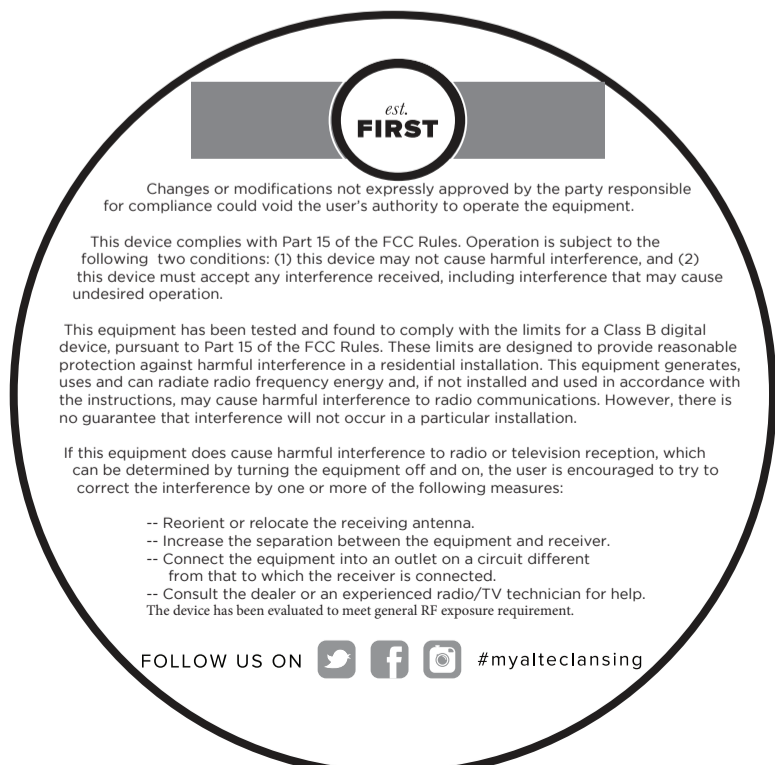 est.
FIRST
Changes or modifications not expressly approved by the party responsible
for compliance could void the user's authority to operate the equipment.
This device complies with Part 15 of the FCC Rules. Operation is subject to the
following two conditions: (1) this device may not cause harmful interference, and (2)
this device must accept any interference received, including interference that may cause
undesired operation.
This equipment has been tested and found to comply with the limits for a Class B digital
device, pursuant to Part 15 of the FCC Rules. These limits are designed to provide reasonable
protection against harmful interference in a residential installation. This equipment generates,
uses and can radiate radio frequency energy and, if not installed and used in accordance with
the instructions, may cause harmful interference to radio communications. However, there is
no guarantee that interference will not occur in a particular installation.
If this equipment does cause harmful interference to radio or television reception, which
can be determined by turning the equipment off and on, the user is encouraged to try to
correct the interference by one or more of the following measures:
-- Reorient or relocate the receiving antenna.
-- Increase the separation between the equipment and receiver.
-- Connect the equipment into an outlet on a circuit different
from that to which the receiver is connected.
-- Consult the dealer or an experienced radio/TV technician for help.
The device has been evaluated to meet general RF exposure requirement.
FOLLOW US ON #myalteclansing